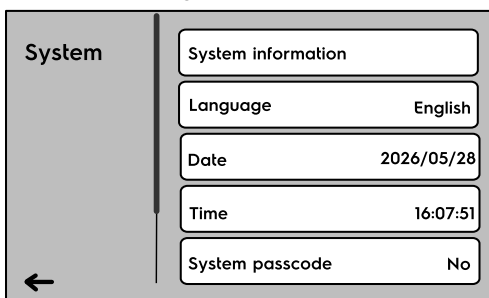 System
System information
Language English
Date 2026/05/28
Time 16:07:51
System passcode No